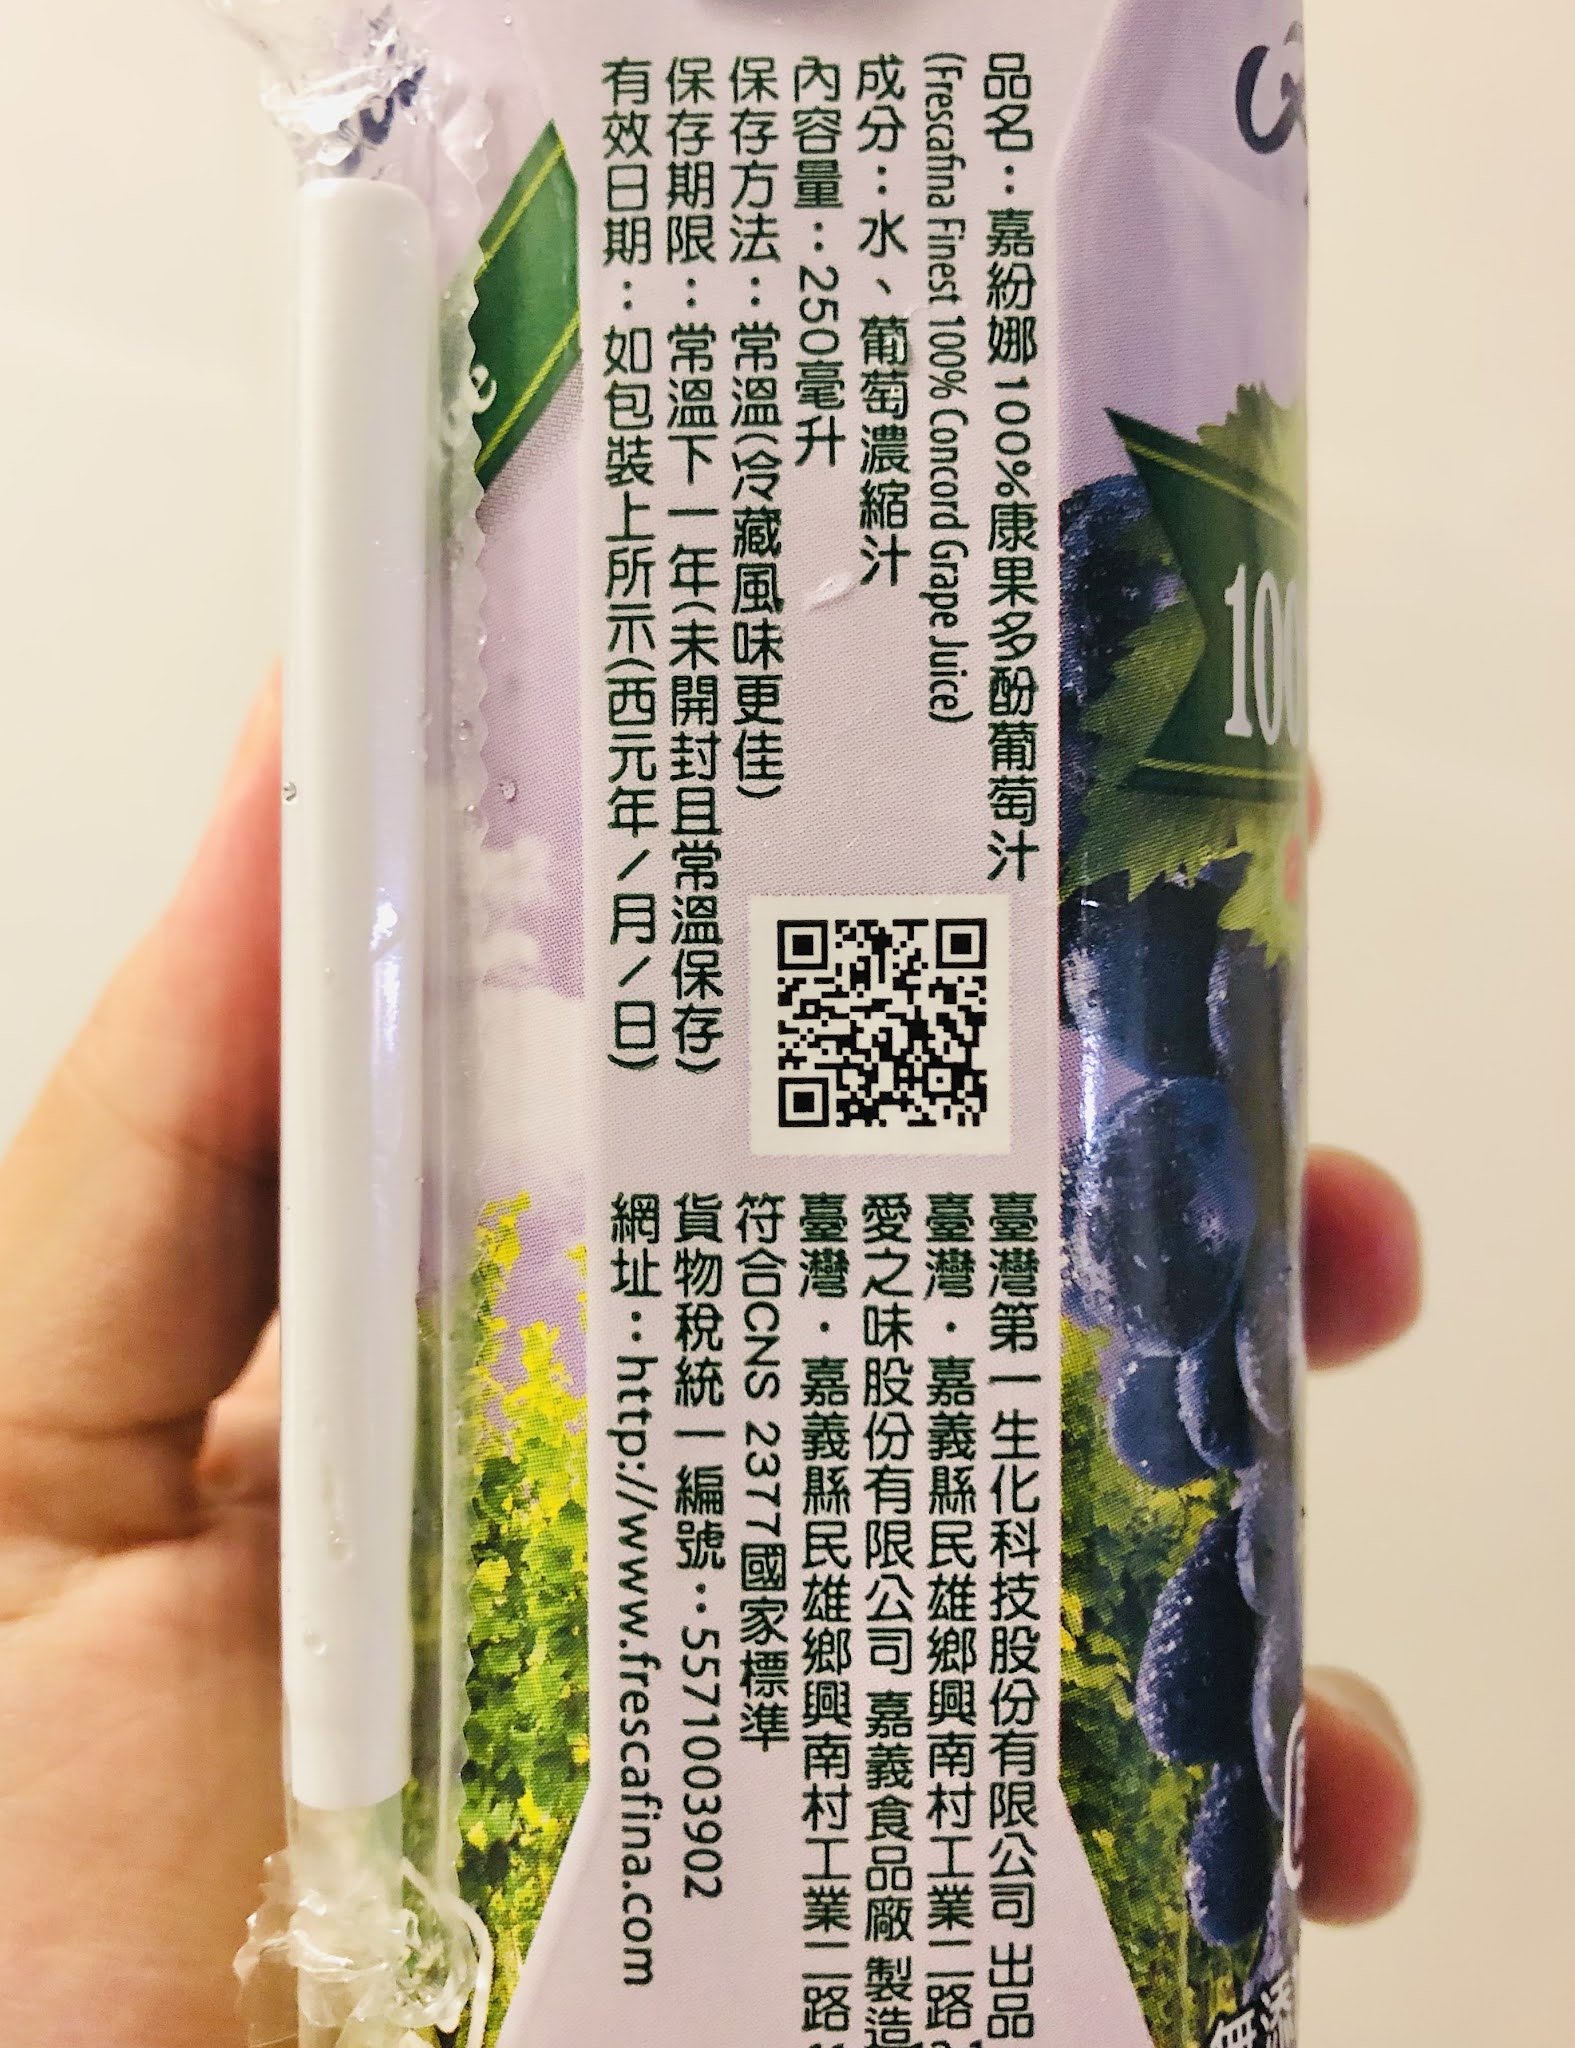 品名：嘉紛娜100%康果多酚葡萄汁
(Frescafina Finest 100% Concord Grape Juice)
成分：水、葡萄濃縮汁
內容量：250毫升
保存方法：常溫(冷藏風味更佳)
保存期限：常溫下一年(未開封且常溫保存)
有效日期：如包裝上所示(西元年/月/日)
臺灣第一生化科技股份有限公司 出品
臺灣・嘉義縣民雄鄉興南村工業二路
愛之味股份有限公司 嘉義食品廠 製造
臺灣・嘉義縣民雄鄉興南村工業二路
符合CNS 2377國家標準
貨物稅統一編號：5571003902
網址：http://www.frescafina.com
100
無添